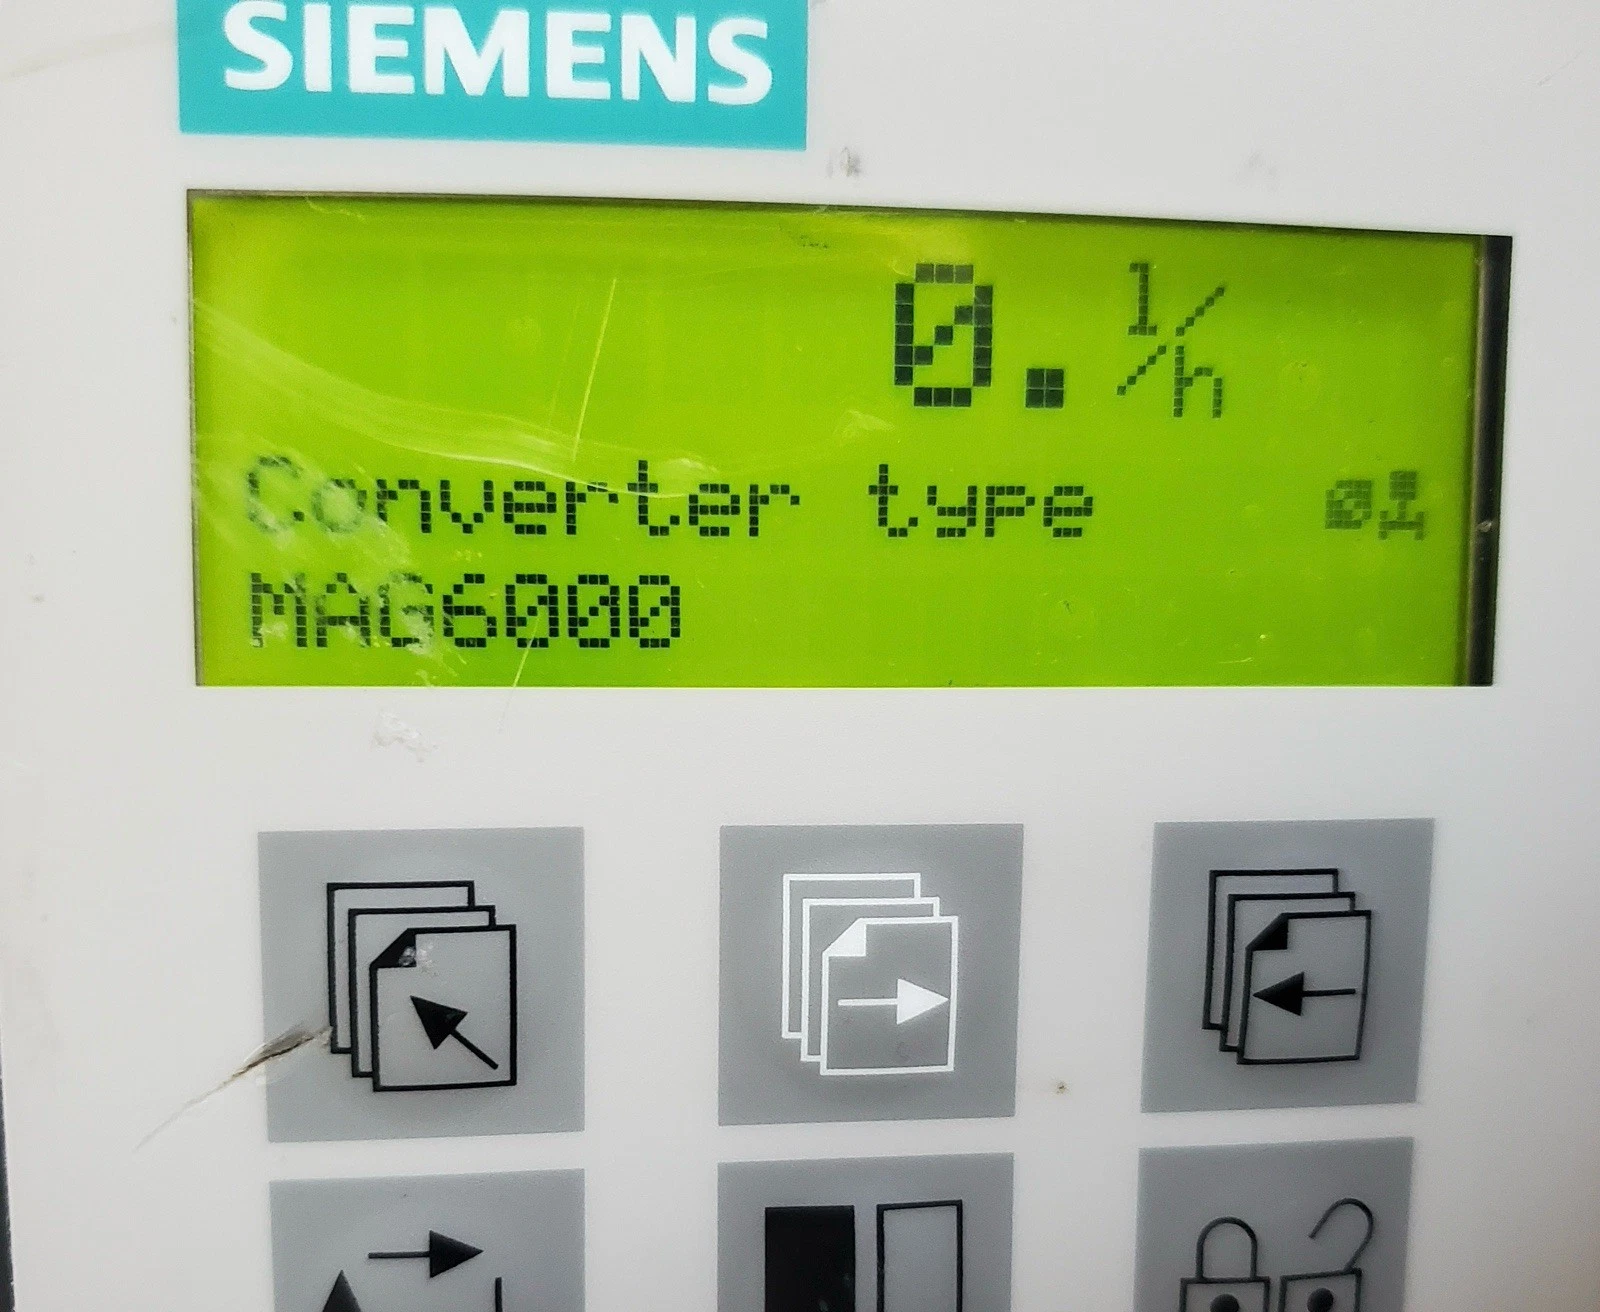 SIEMENS
0. l/h
Converter type
MAG6000